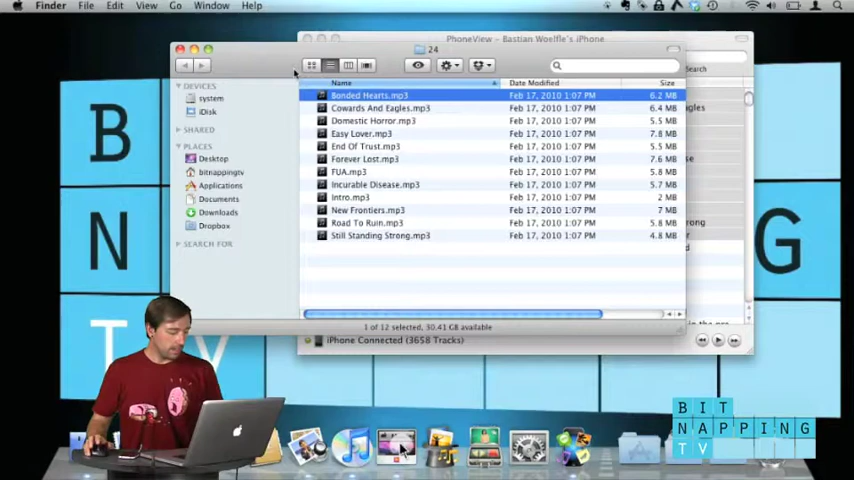 Finder File Edit View Go Window Help
PhoneView – Bastian Woelfle's iPhone
24
Search
Name Date Modified Size
DEVICES
system
iDisk
SHARED
PLACES
Desktop
bitnappingtv
Applications
Documents
Downloads
Dropbox
SEARCH FOR
Bonded Hearts.mp3 Feb 17, 2010 1:07 PM 6.2 MB
Cowards And Eagles.mp3 Feb 17, 2010 1:07 PM 6.4 MB
gles
Domestic Horror.mp3 Feb 17, 2010 1:07 PM 5.5 MB
Easy Lover.mp3 Feb 17, 2010 1:07 PM 7.8 MB
End Of Trust.mp3 Feb 17, 2010 1:07 PM 5.5 MB
Forever Lost.mp3 Feb 17, 2010 1:07 PM 7.6 MB
se
FUA.mp3 Feb 17, 2010 1:07 PM 5.8 MB
Incurable Disease.mp3 Feb 17, 2010 1:07 PM 5.7 MB
Intro.mp3 Feb 17, 2010 1:07 PM 2 MB
New Frontiers.mp3 Feb 17, 2010 1:07 PM 7 MB
Road To Ruin.mp3 Feb 17, 2010 1:07 PM 5.8 MB
rong
Still Standing Strong.mp3 Feb 17, 2010 1:07 PM 4.8 MB
1 of 12 selected, 30.41 GB available
iPhone Connected (3658 Tracks)
B
N G
T V
BIT
NAPPING
TV